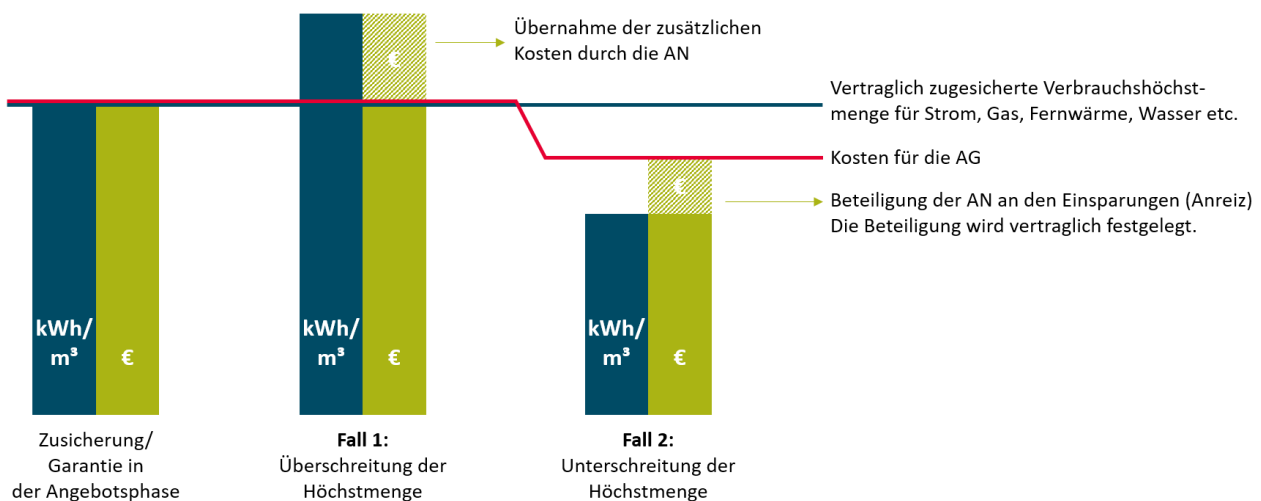 Übernahme der zusätzlichen
Kosten durch die AN
€
Vertraglich zugesicherte Verbrauchshöchst-
menge für Strom, Gas, Fernwärme, Wasser etc.
Kosten für die AG
€
Beteiligung der AN an den Einsparungen (Anreiz)
Die Beteiligung wird vertraglich festgelegt.
kWh/
m³ €
kWh/
m³ €
kWh/
m³ €
Zusicherung/
Garantie in
der Angebotsphase
Fall 1:
Überschreitung der
Höchstmenge
Fall 2:
Unterschreitung der
Höchstmenge